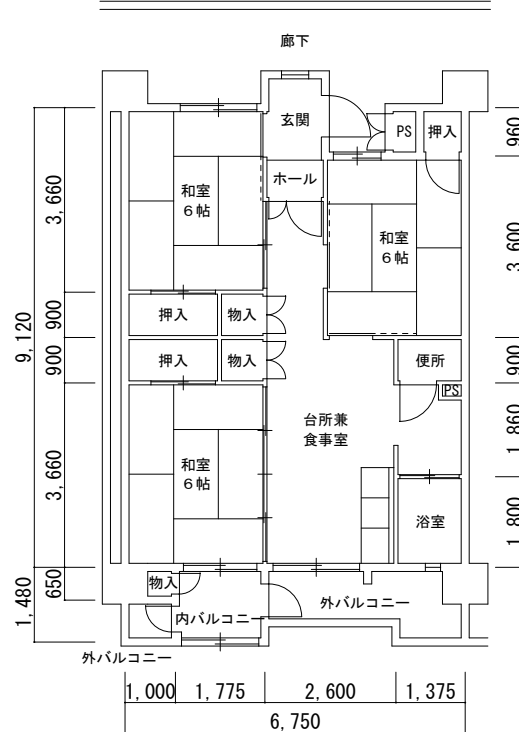 廊下
玄関
PS
押入
960
ホール
和室
6帖
3,660
和室
6帖
3,600
900
押入
物入
9,120
900
押入
物入
便所
900
PS
台所兼
食事室
1,860
和室
6帖
3,660
浴室
1,800
物入
650
1,480
内バルコニー
外バルコニー
外バルコニー
1,000
1,775
2,600
1,375
6,750